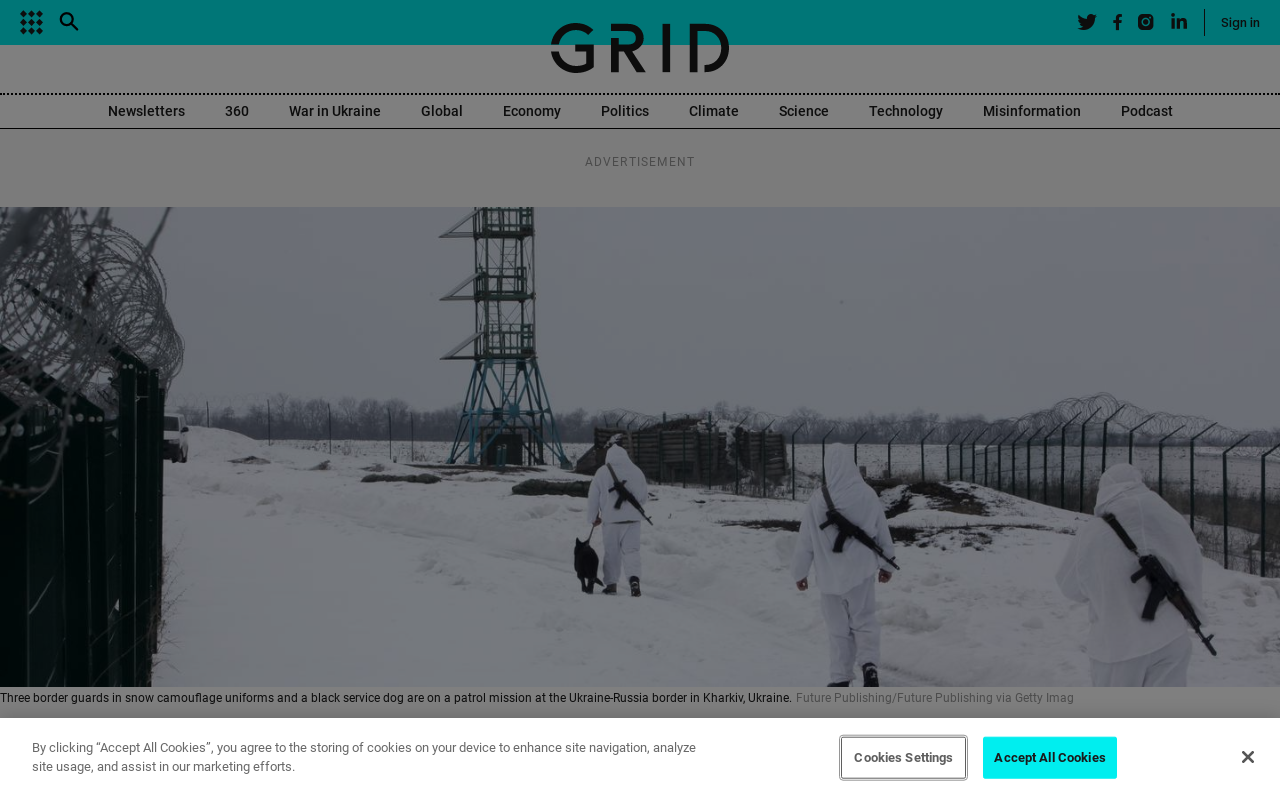 Sign in
GRID
Newsletters 360 War in Ukraine Global Economy Politics Climate Science Technology Misinformation Podcast
ADVERTISEMENT
Three border guards in snow camouflage uniforms and a black service dog are on a patrol mission at the Ukraine-Russia border in Kharkiv, Ukraine. Future Publishing/Future Publishing via Getty Imag
By clicking “Accept All Cookies”, you agree to the storing of cookies on your device to enhance site navigation, analyze
site usage, and assist in our marketing efforts.
Cookies Settings
Accept All Cookies